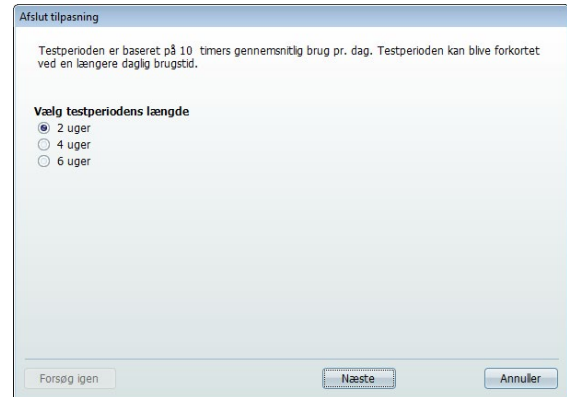 Afslut tilpasning
Testperioden er baseret på 10 timers gennemsnitlig brug pr. dag. Testperioden kan blive forkortet
ved en længere daglig brugstid.
Vælg testperiodens længde
2 uger
4 uger
6 uger
Forsøg igen
Næste
Annuller